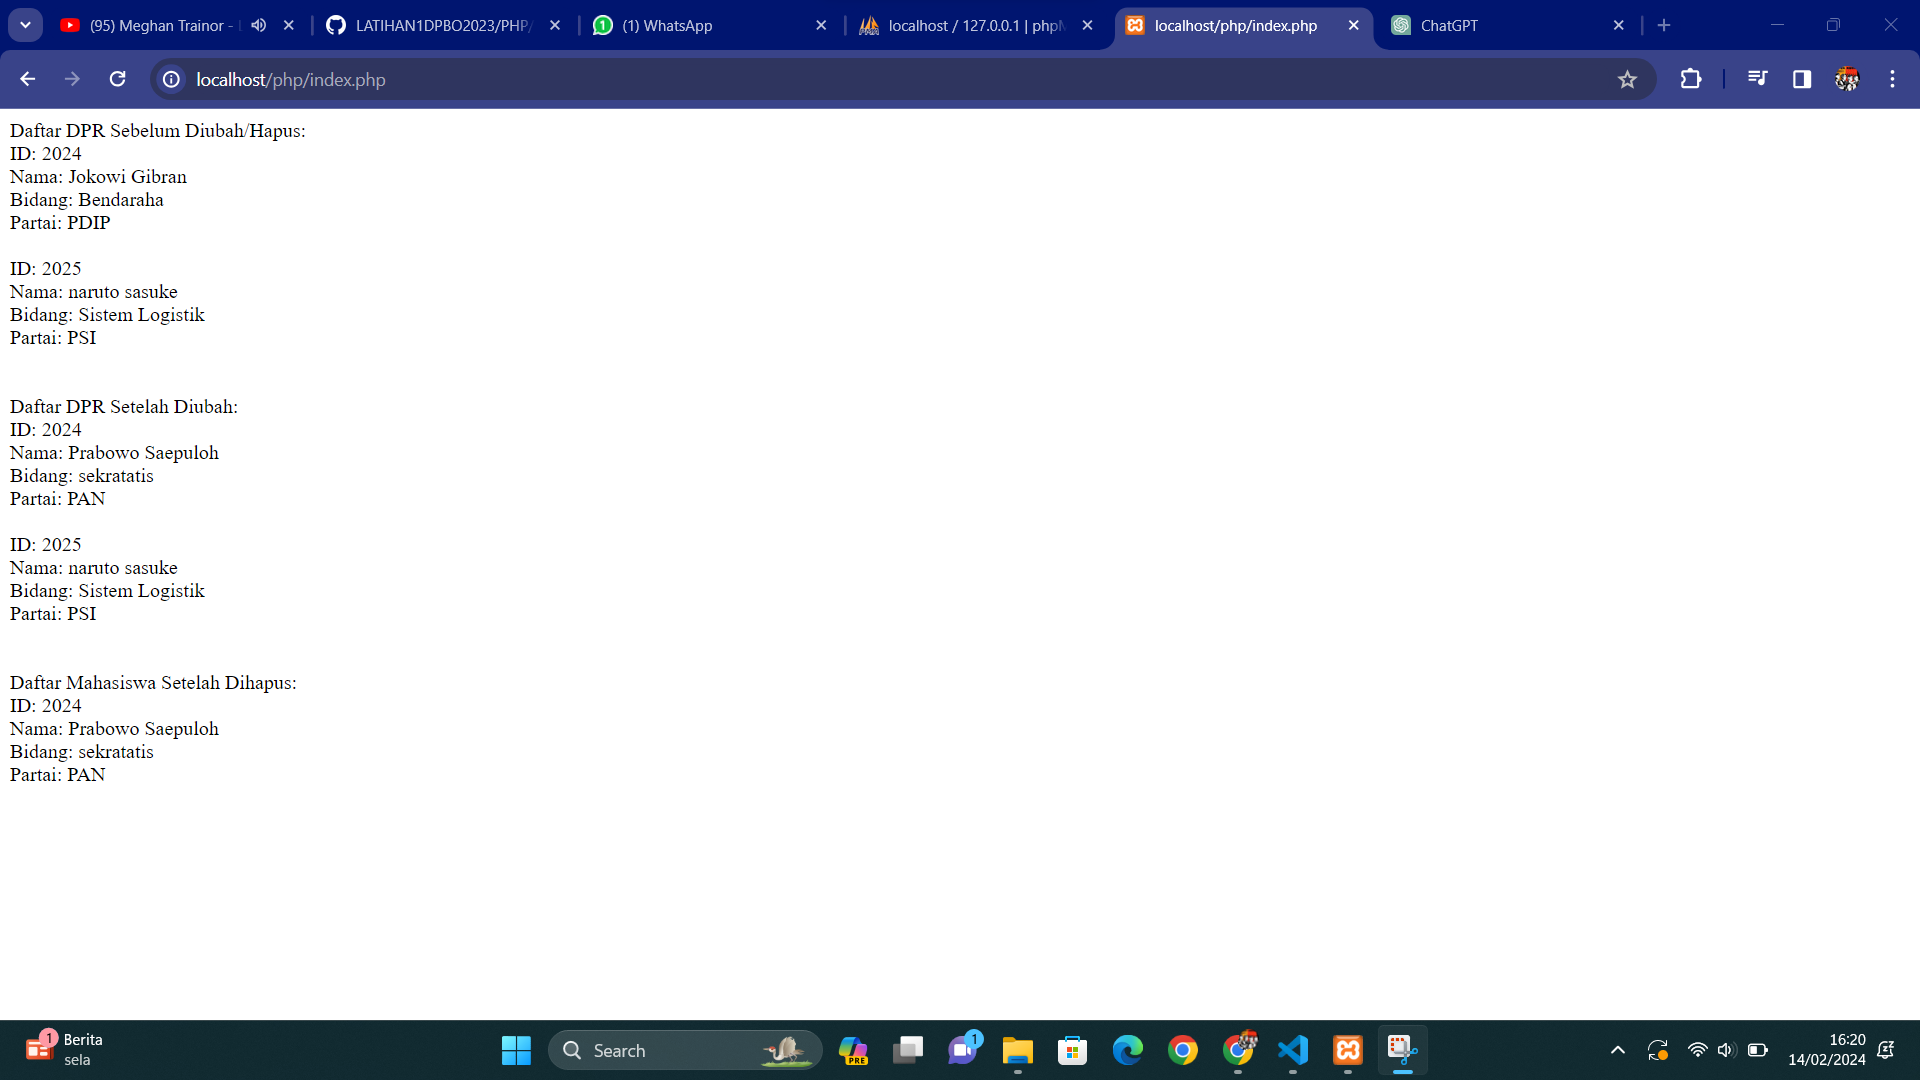 (95) Meghan Trainor -
LATIHAN1DPBO2023/PHP/
(1) WhatsApp
localhost / 127.0.0.1 | php
localhost/php/index.php
ChatGPT
localhost/php/index.php
Daftar DPR Sebelum Diubah/Hapus:
ID: 2024
Nama: Jokowi Gibran
Bidang: Bendaraha
Partai: PDIP
ID: 2025
Nama: naruto sasuke
Bidang: Sistem Logistik
Partai: PSI
Daftar DPR Setelah Diubah:
ID: 2024
Nama: Prabowo Saepuloh
Bidang: sekratatis
Partai: PAN
ID: 2025
Nama: naruto sasuke
Bidang: Sistem Logistik
Partai: PSI
Daftar Mahasiswa Setelah Dihapus:
ID: 2024
Nama: Prabowo Saepuloh
Bidang: sekratatis
Partai: PAN
1
Berita
sela
Search
PRE
1
16:20
14/02/2024